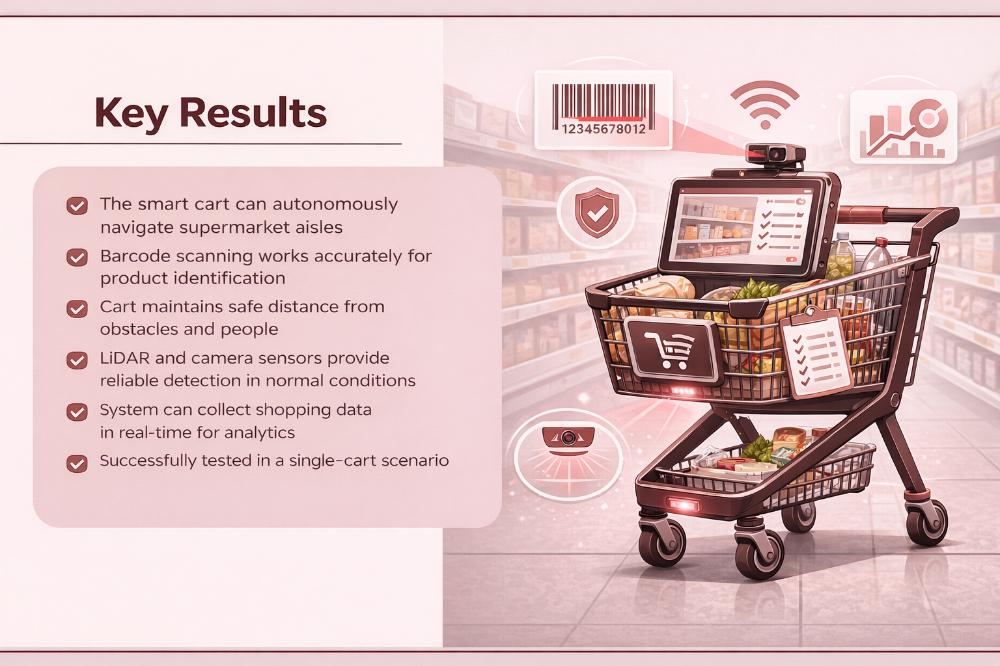 Key Results
The smart cart can autonomously
navigate supermarket aisles
Barcode scanning works accurately for
product identification
Cart maintains safe distance from
obstacles and people
LiDAR and camera sensors provide
reliable detection in normal conditions
System can collect shopping data
in real-time for analytics
Successfully tested in a single-cart scenario
12345678012